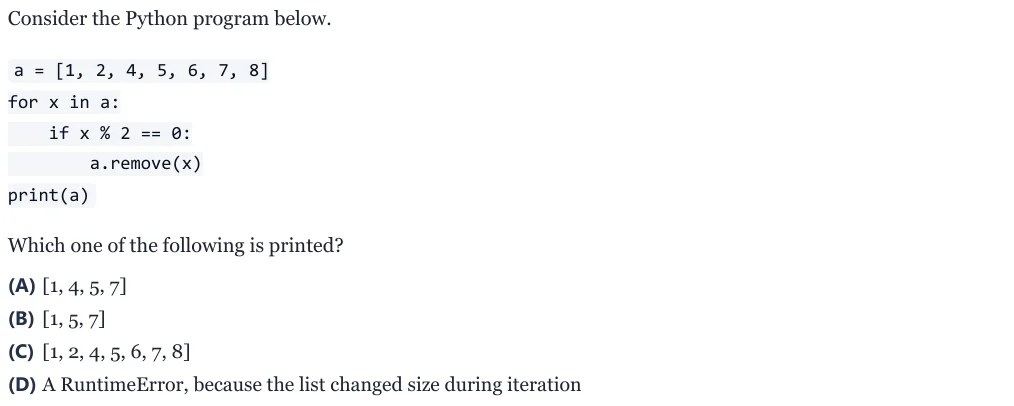 Consider the Python program below.
a = [1, 2, 4, 5, 6, 7, 8]
for x in a:
    if x % 2 == 0:
        a.remove(x)
print(a)
Which one of the following is printed?
(A) [1, 4, 5, 7]
(B) [1, 5, 7]
(C) [1, 2, 4, 5, 6, 7, 8]
(D) A RuntimeError, because the list changed size during iteration